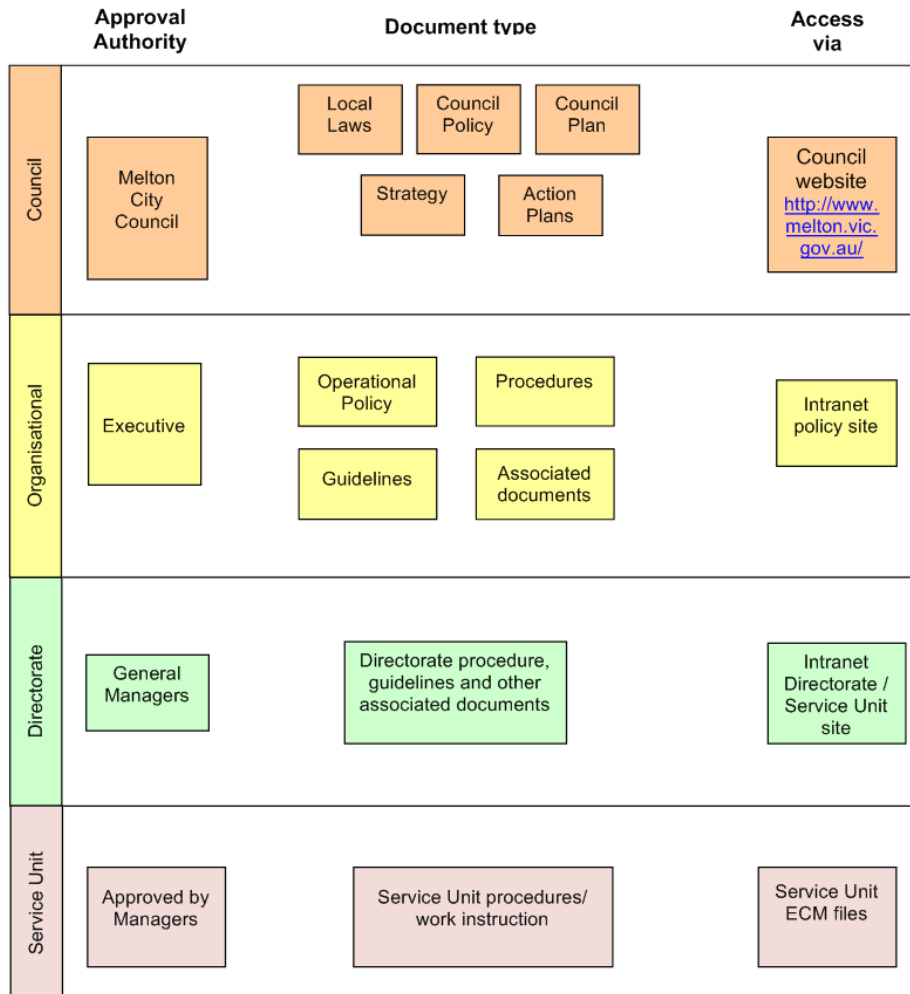 Approval
Authority
Document type
Access
via
Council
Melton
City
Council
Local
Laws
Council
Policy
Council
Plan
Strategy
Action
Plans
Council
website
http://www.
melton.vic.
gov.au/
Organisational
Executive
Operational
Policy
Procedures
Guidelines
Associated
documents
Intranet
policy site
Directorate
General
Managers
Directorate procedure,
guidelines and other
associated documents
Intranet
Directorate /
Service Unit
site
Service Unit
Approved by
Managers
Service Unit procedures/
work instruction
Service Unit
ECM files